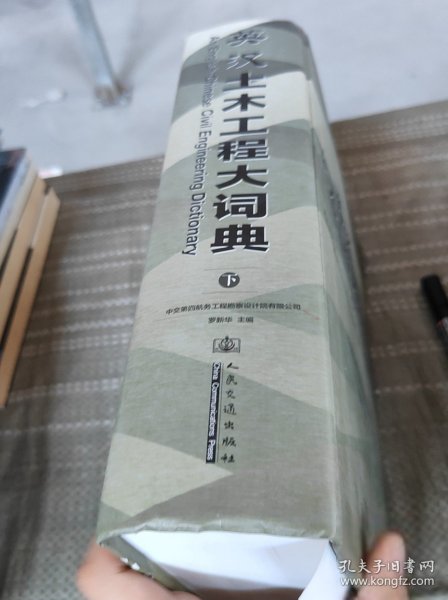 英汉土木工程大词典
An English-Chinese Civil Engineering Dictionary
下
中交第四航务工程勘察设计院有限公司
罗新华 主编
人民交通出版社
China Communications Press
孔夫子旧书网
www.kongfz.com